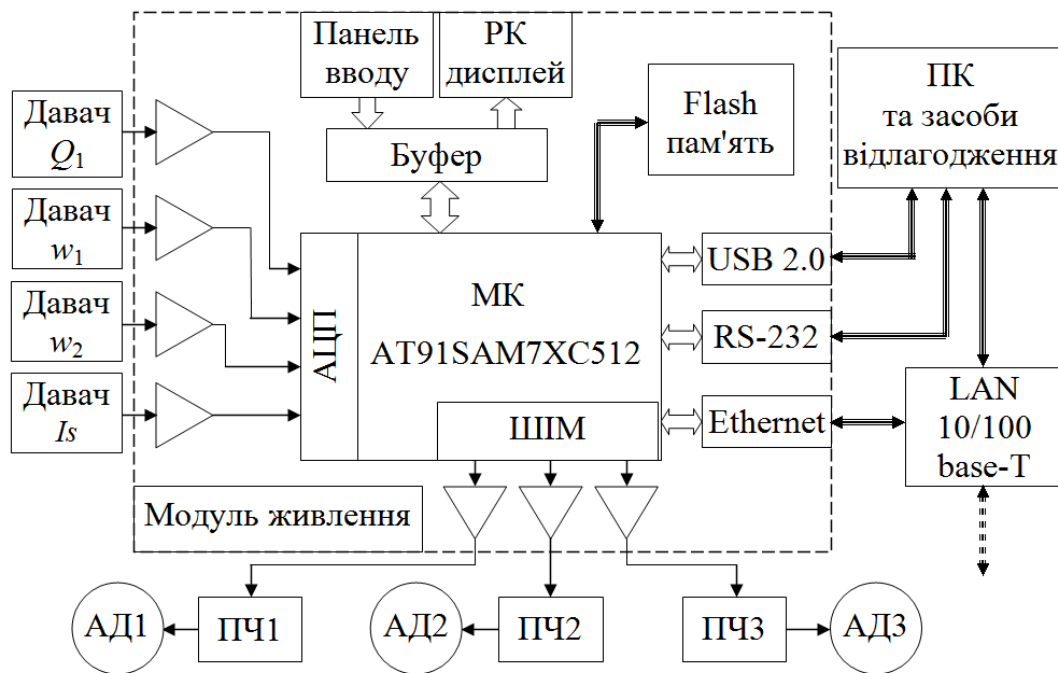 Панель
вводу
РК
дисплей
Давач
Q1
Flash
пам'ять
ПК
та засоби
відлагодження
Буфер
Давач
w1
АЦП
МК
AT91SAM7XC512
USB 2.0
Давач
w2
RS-232
Давач
Is
ШІМ
Ethernet
LAN
10/100
base-T
Модуль живлення
АД1
ПЧ1
АД2
ПЧ2
ПЧ3
АД3